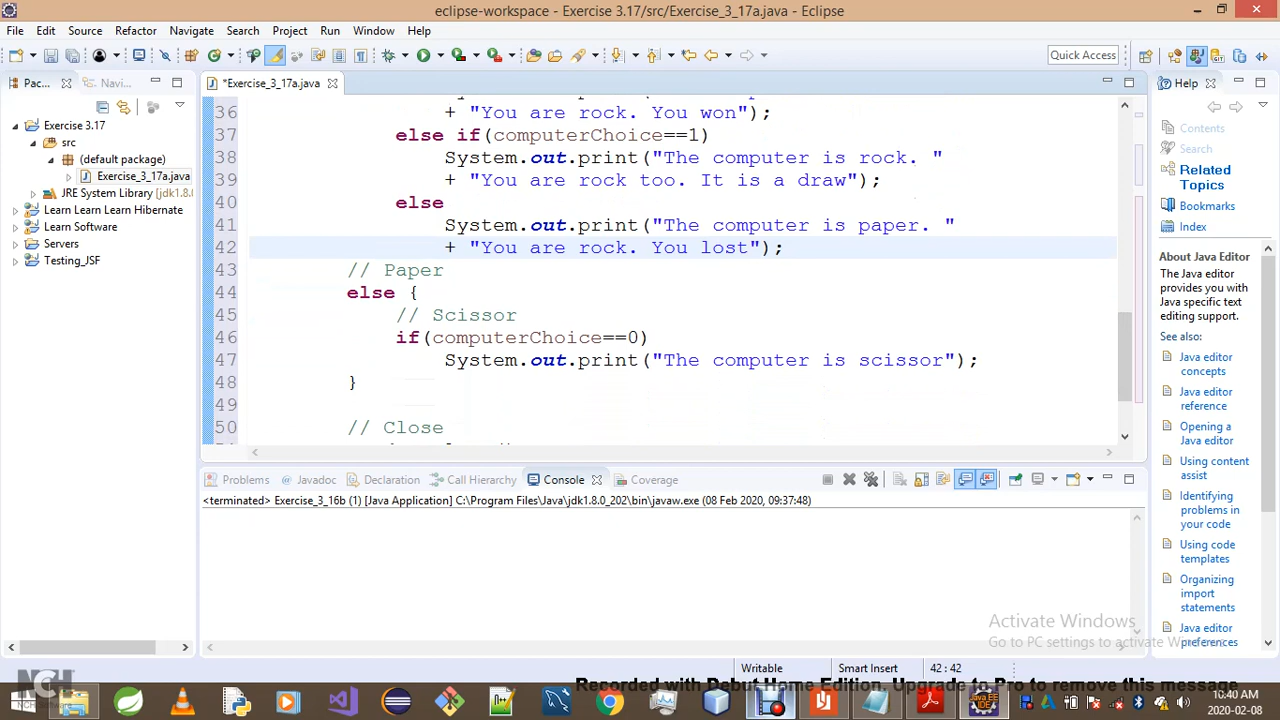 eclipse-workspace - Exercise 3.17/src/Exercise_3_17a.java - Eclipse
File Edit Source Refactor Navigate Search Project Run Window Help
Quick Access
Pac... Navi...
*Exercise_3_17a.java
Help
Exercise 3.17
src
(default package)
Exercise_3_17a.java
JRE System Library [jdk1.8.0
Learn Learn Learn Hibernate
Learn Software
Servers
Testing_JSF
36 + "You are rock. You won");
37 else if(computerChoice==1)
38 System.out.print("The computer is rock. "
39 + "You are rock too. It is a draw");
40 else
41 System.out.print("The computer is paper. "
42 + "You are rock. You lost");
43 // Paper
44 else {
45 // Scissor
46 if(computerChoice==0)
47 System.out.print("The computer is scissor");
48 }
49
50 // Close
Contents
Search
Related
Topics
Bookmarks
Index
About Java Editor
The Java editor
provides you with
Java specific text
editing support.
See also:
Java editor
concepts
Java editor
reference
Opening a
Java editor
Using content
assist
Identifying
problems in
your code
Using code
templates
Organizing
import
statements
Java editor
preferences
Problems Javadoc Declaration Call Hierarchy Console Coverage
<terminated> Exercise_3_16b (1) [Java Application] C:\Program Files\Java\jdk1.8.0_202\bin\javaw.exe (08 Feb 2020, 09:37:48)
Activate Windows
Go to PC settings to activate Windows.
Writable Smart Insert 42 : 42
Recorded with Debut Home Edition. Upgrade to Pro to remove this message
NCH
NCH Software
10:40 AM
2020-02-08